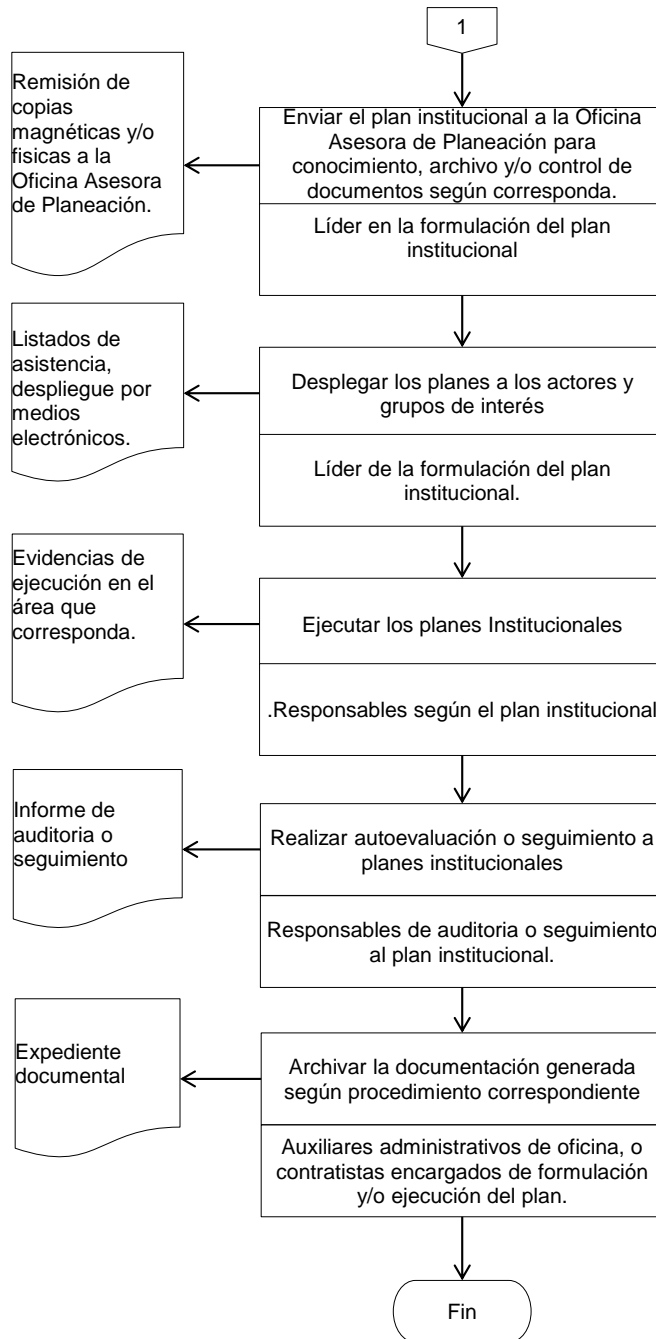 1
Remisión de
copias
magnéticas y/o
fisicas a la
Oficina Asesora
de Planeación.
Enviar el plan institucional a la Oficina
Asesora de Planeación para
conocimiento, archivo y/o control de
documentos según corresponda.
Líder en la formulación del plan
institucional
Listados de
asistencia,
despliegue por
medios
electrónicos.
Desplegar los planes a los actores y
grupos de interés
Líder de la formulación del plan
institucional.
Evidencias de
ejecución en el
área que
corresponda.
Ejecutar los planes Institucionales
.Responsables según el plan institucional
Informe de
auditoria o
seguimiento
Realizar autoevaluación o seguimiento a
planes institucionales
Responsables de auditoria o seguimiento
al plan institucional.
Expediente
documental
Archivar la documentación generada
según procedimiento correspondiente
Auxiliares administrativos de oficina, o
contratistas encargados de formulación
y/o ejecución del plan.
Fin